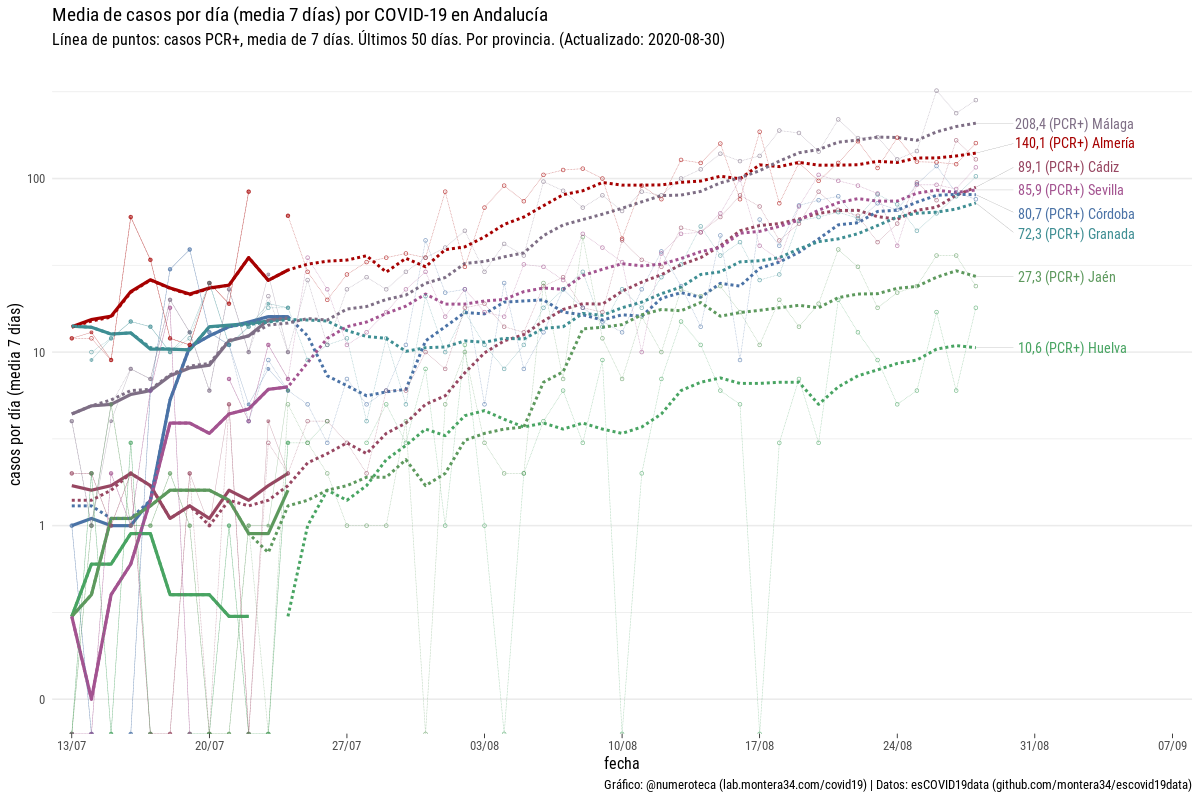 Media de casos por día (media 7 días) por COVID-19 en Andalucía
Línea de puntos: casos PCR+, media de 7 días. Últimos 50 días. Por provincia. (Actualizado: 2020-08-30)
casos por día (media 7 días)
100
10
1
0
208,4 (PCR+) Málaga
140,1 (PCR+) Almería
89,1 (PCR+) Cádiz
85,9 (PCR+) Sevilla
80,7 (PCR+) Córdoba
72,3 (PCR+) Granada
27,3 (PCR+) Jaén
10,6 (PCR+) Huelva
13/07
20/07
27/07
03/08
10/08
17/08
24/08
31/08
07/09
fecha
Gráfico: @numeroteca (lab.montera34.com/covid19) | Datos: esCOVID19data (github.com/montera34/escovid19data)